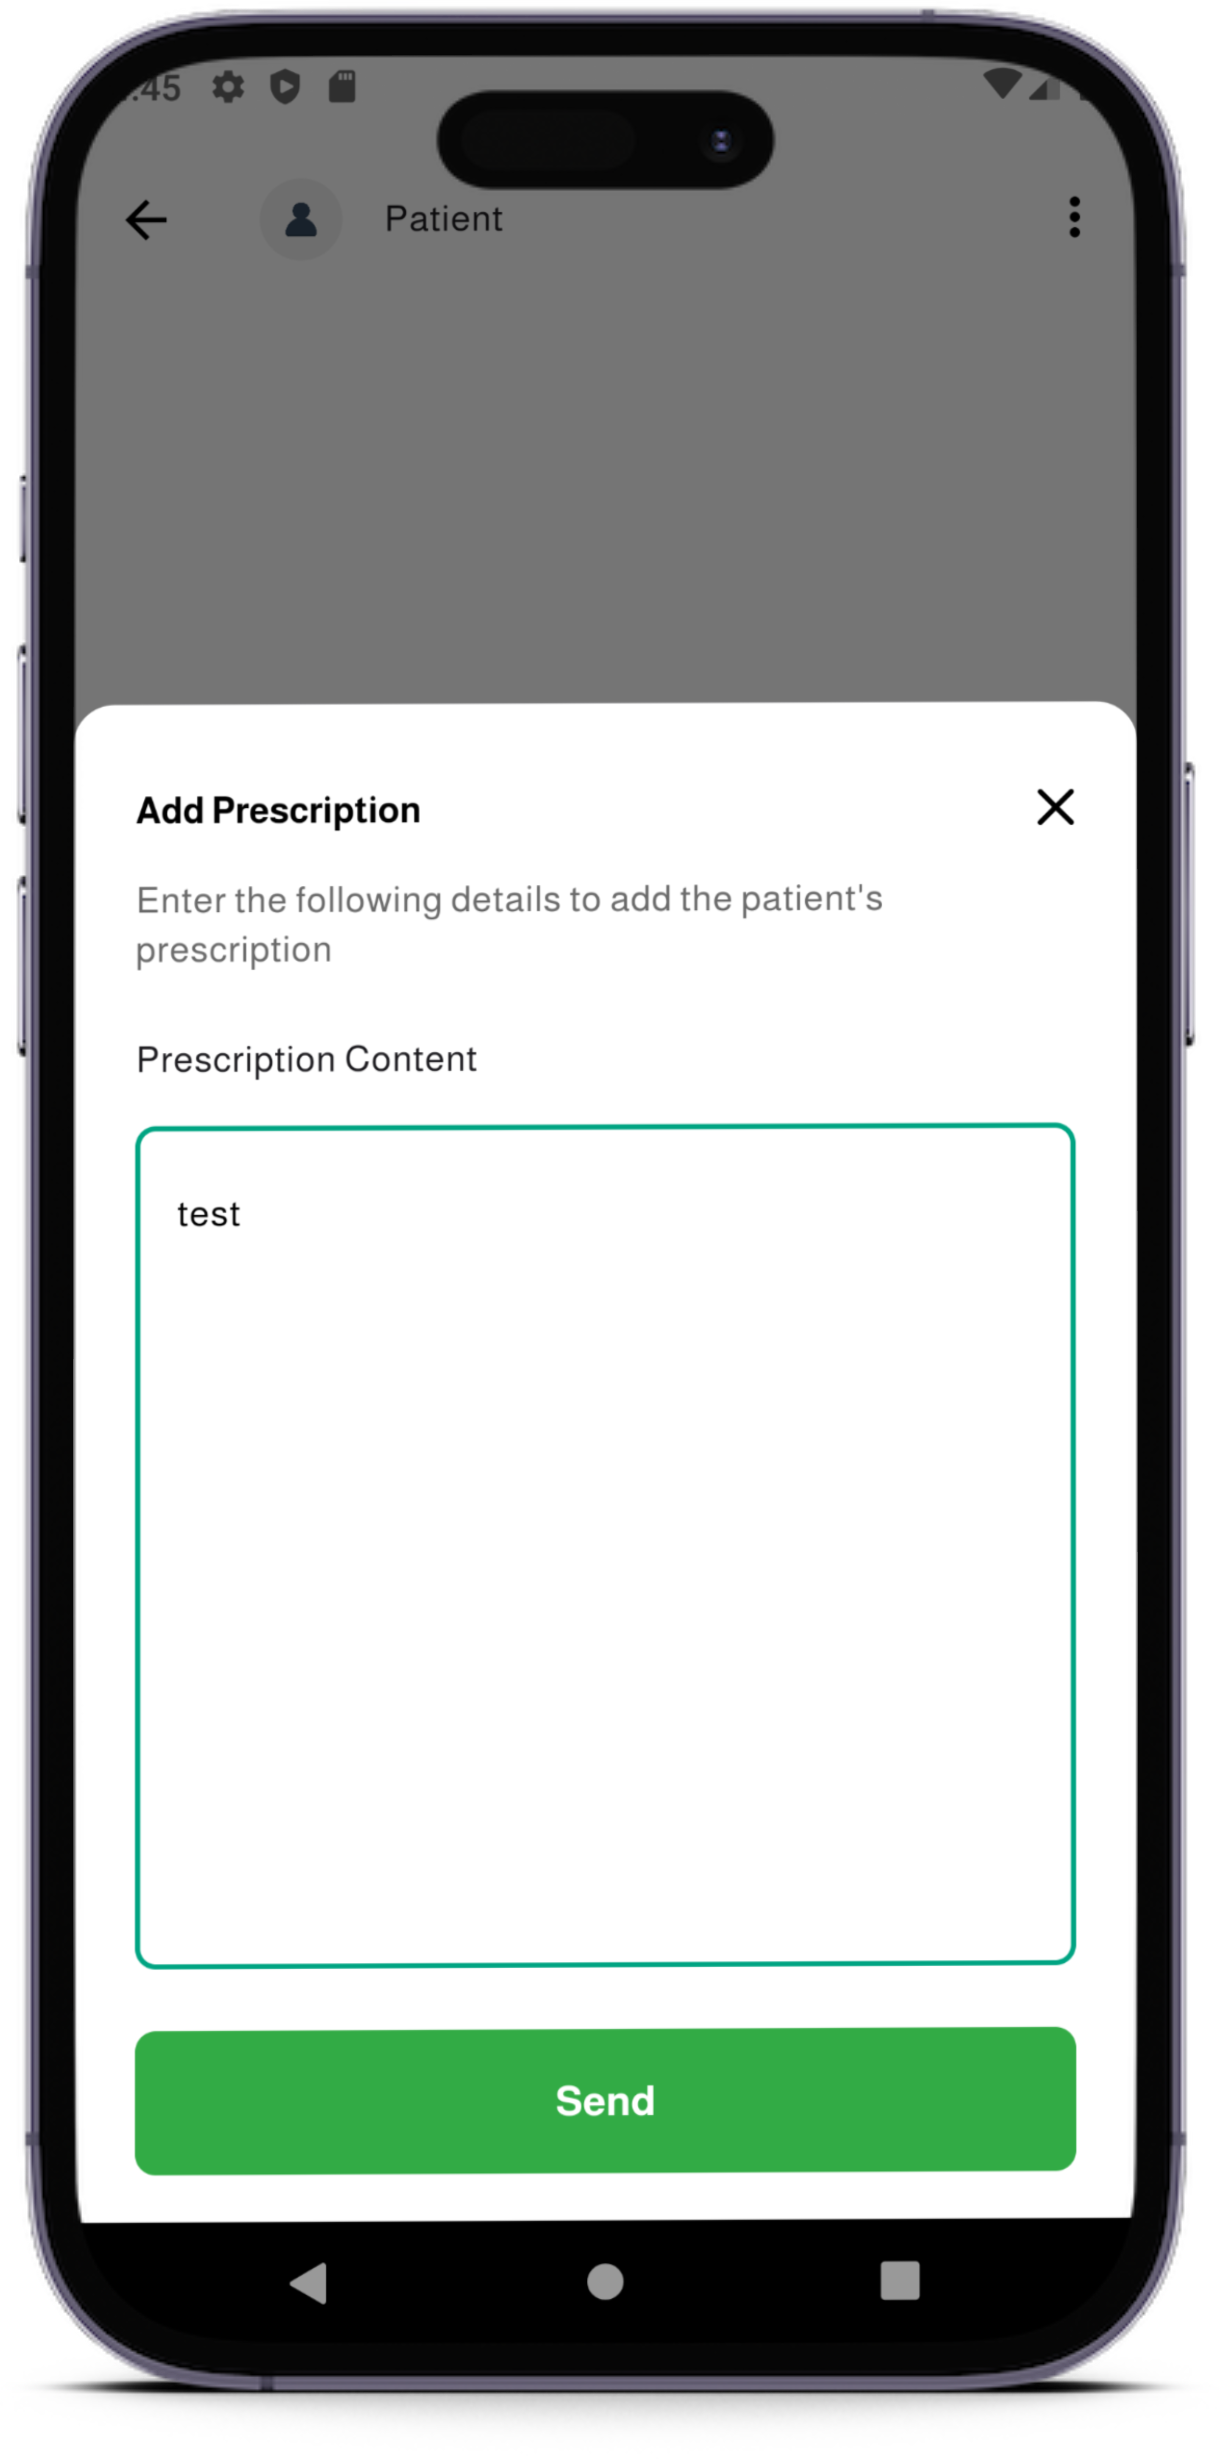 :45
Patient
Add Prescription
Enter the following details to add the patient's
prescription
Prescription Content
test
Send